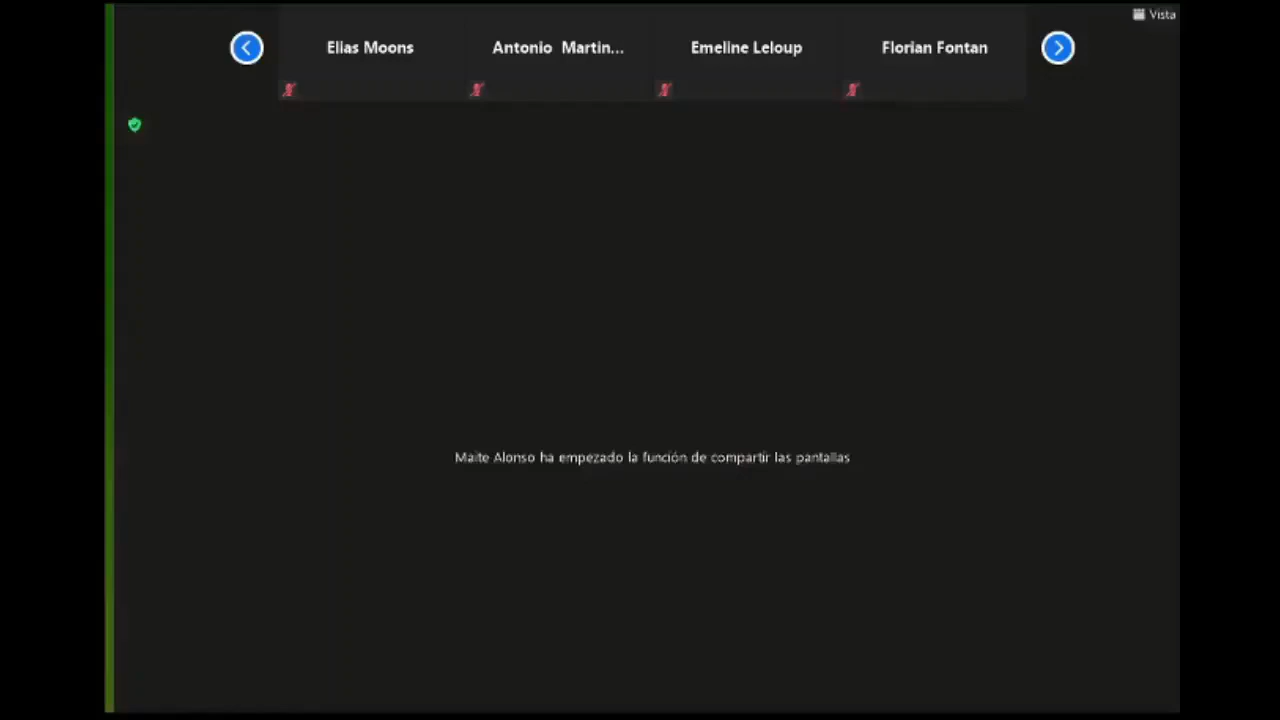 Vista
Elias Moons
Antonio Martin...
Emeline Leloup
Florian Fontan
Maite Alonso ha empezado la función de compartir las pantallas